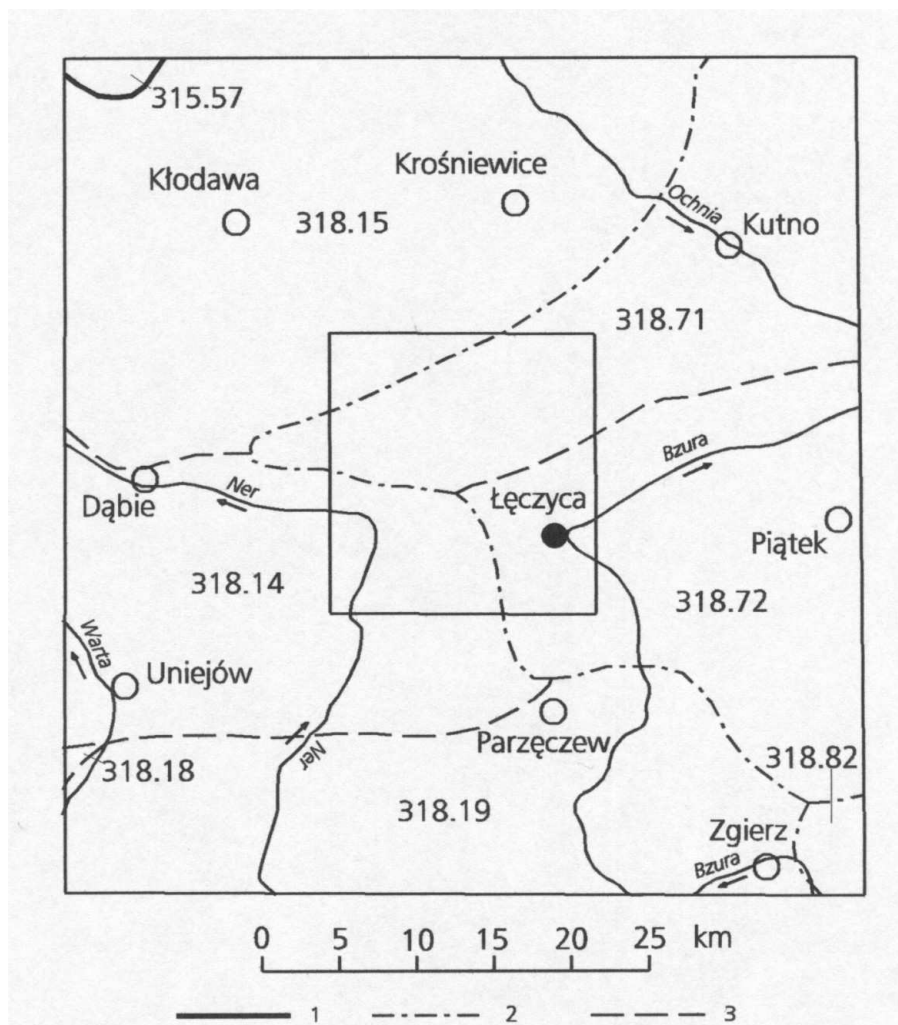 315.57
Kłodawa
Krośniewice
318.15
Ochnia
Kutno
318.71
Bzura
Ner
Dąbie
Łęczyca
Piątek
318.14
318.72
Warta
Uniejów
Parzęczew
Ner
318.18
318.82
318.19
Zgierz
Bzura
0 5 10 15 20 25 km
1 2 3